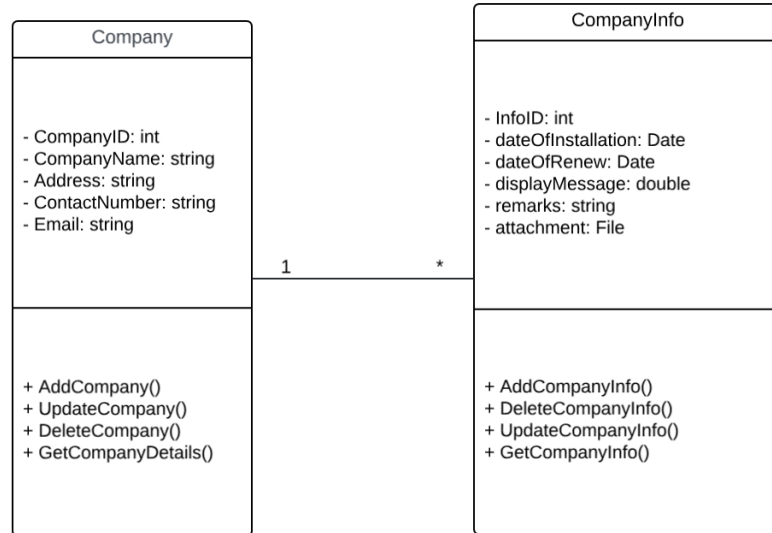 Company
- CompanyID: int
- CompanyName: string
- Address: string
- ContactNumber: string
- Email: string
+ AddCompany()
+ UpdateCompany()
+ DeleteCompany()
+ GetCompanyDetails()
1
*
CompanyInfo
- InfoID: int
- dateOfInstallation: Date
- dateOfRenew: Date
- displayMessage: double
- remarks: string
- attachment: File
+ AddCompanyInfo()
+ DeleteCompanyInfo()
+ UpdateCompanyInfo()
+ GetCompanyInfo()